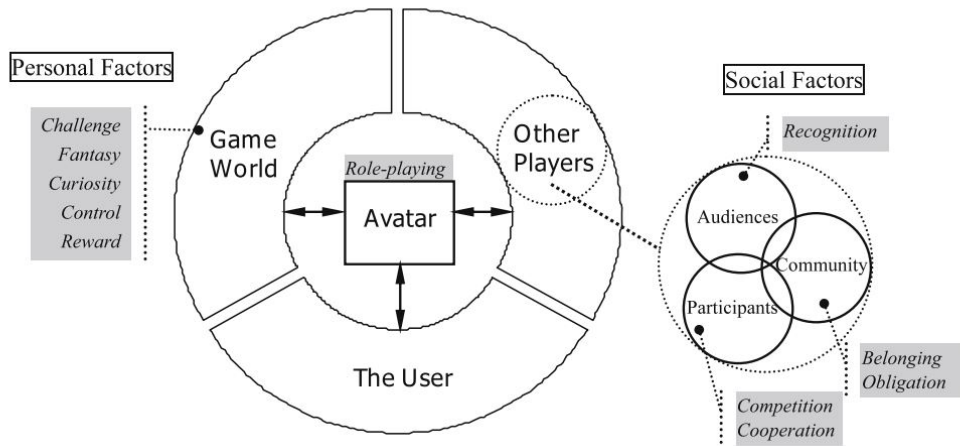 Personal Factors
Challenge
Fantasy
Curiosity
Control
Reward
Game
World
Role-playing
Avatar
The User
Other
Players
Social Factors
Recognition
Audiences
Community
Participants
Belonging
Obligation
Competition
Cooperation